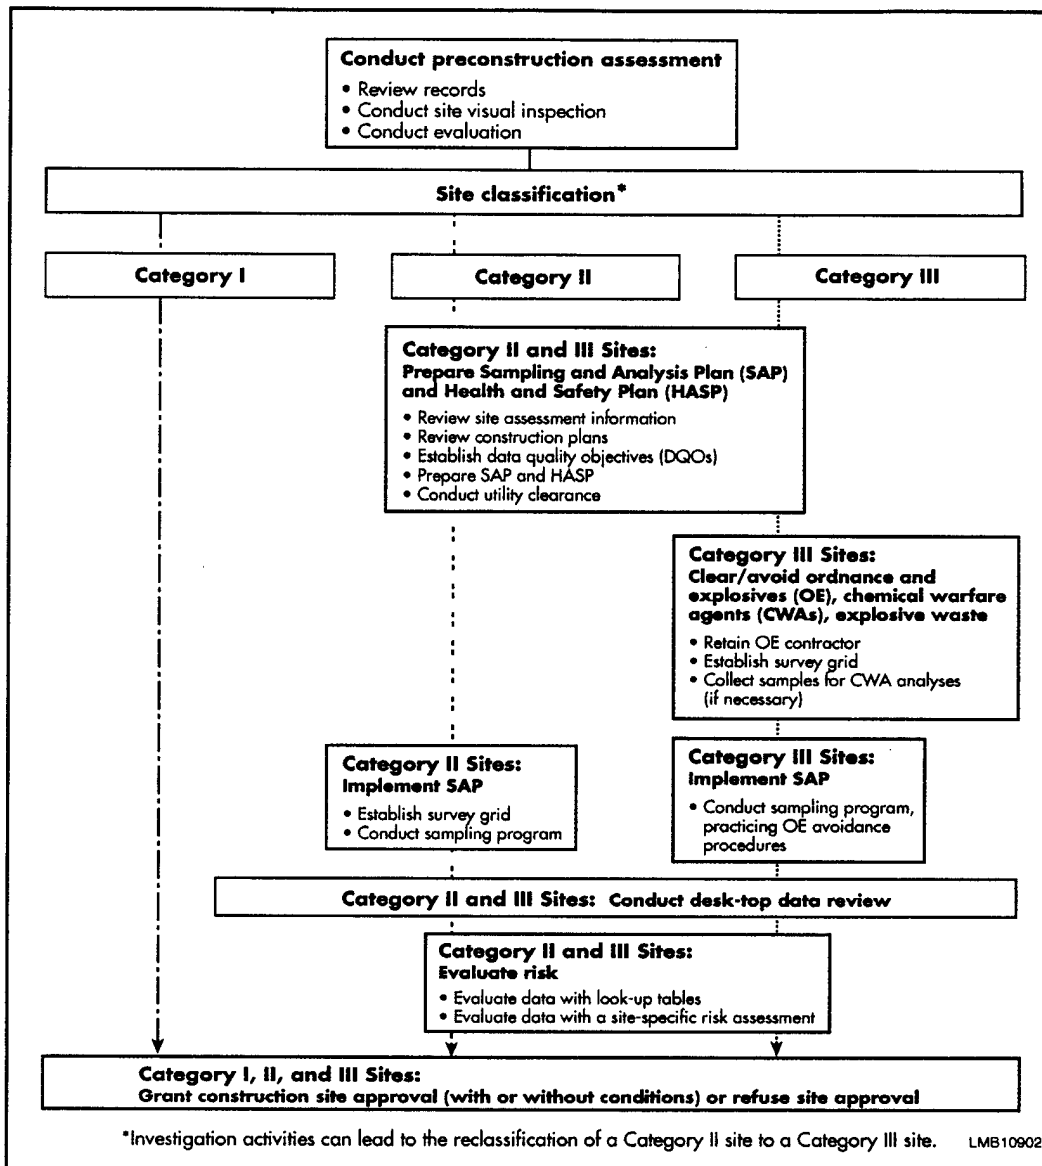 Conduct preconstruction assessment
• Review records
• Conduct site visual inspection
• Conduct evaluation
Site classification*
Category I
Category II
Category III
Category II and III Sites:
Prepare Sampling and Analysis Plan (SAP)
and Health and Safety Plan (HASP)
• Review site assessment information
• Review construction plans
• Establish data quality objectives (DQOs)
• Prepare SAP and HASP
• Conduct utility clearance
Category III Sites:
Clear/avoid ordnance and
explosives (OE), chemical warfare
agents (CWAs), explosive waste
• Retain OE contractor
• Establish survey grid
• Collect samples for CWA analyses
(if necessary)
Category II Sites:
Implement SAP
• Establish survey grid
• Conduct sampling program
Category III Sites:
Implement SAP
• Conduct sampling program,
practicing OE avoidance
procedures
Category II and III Sites: Conduct desk-top data review
Category II and III Sites:
Evaluate risk
• Evaluate data with look-up tables
• Evaluate data with a site-specific risk assessment
Category I, II, and III Sites:
Grant construction site approval (with or without conditions) or refuse site approval
*Investigation activities can lead to the reclassification of a Category II site to a Category III site.
LMB10902